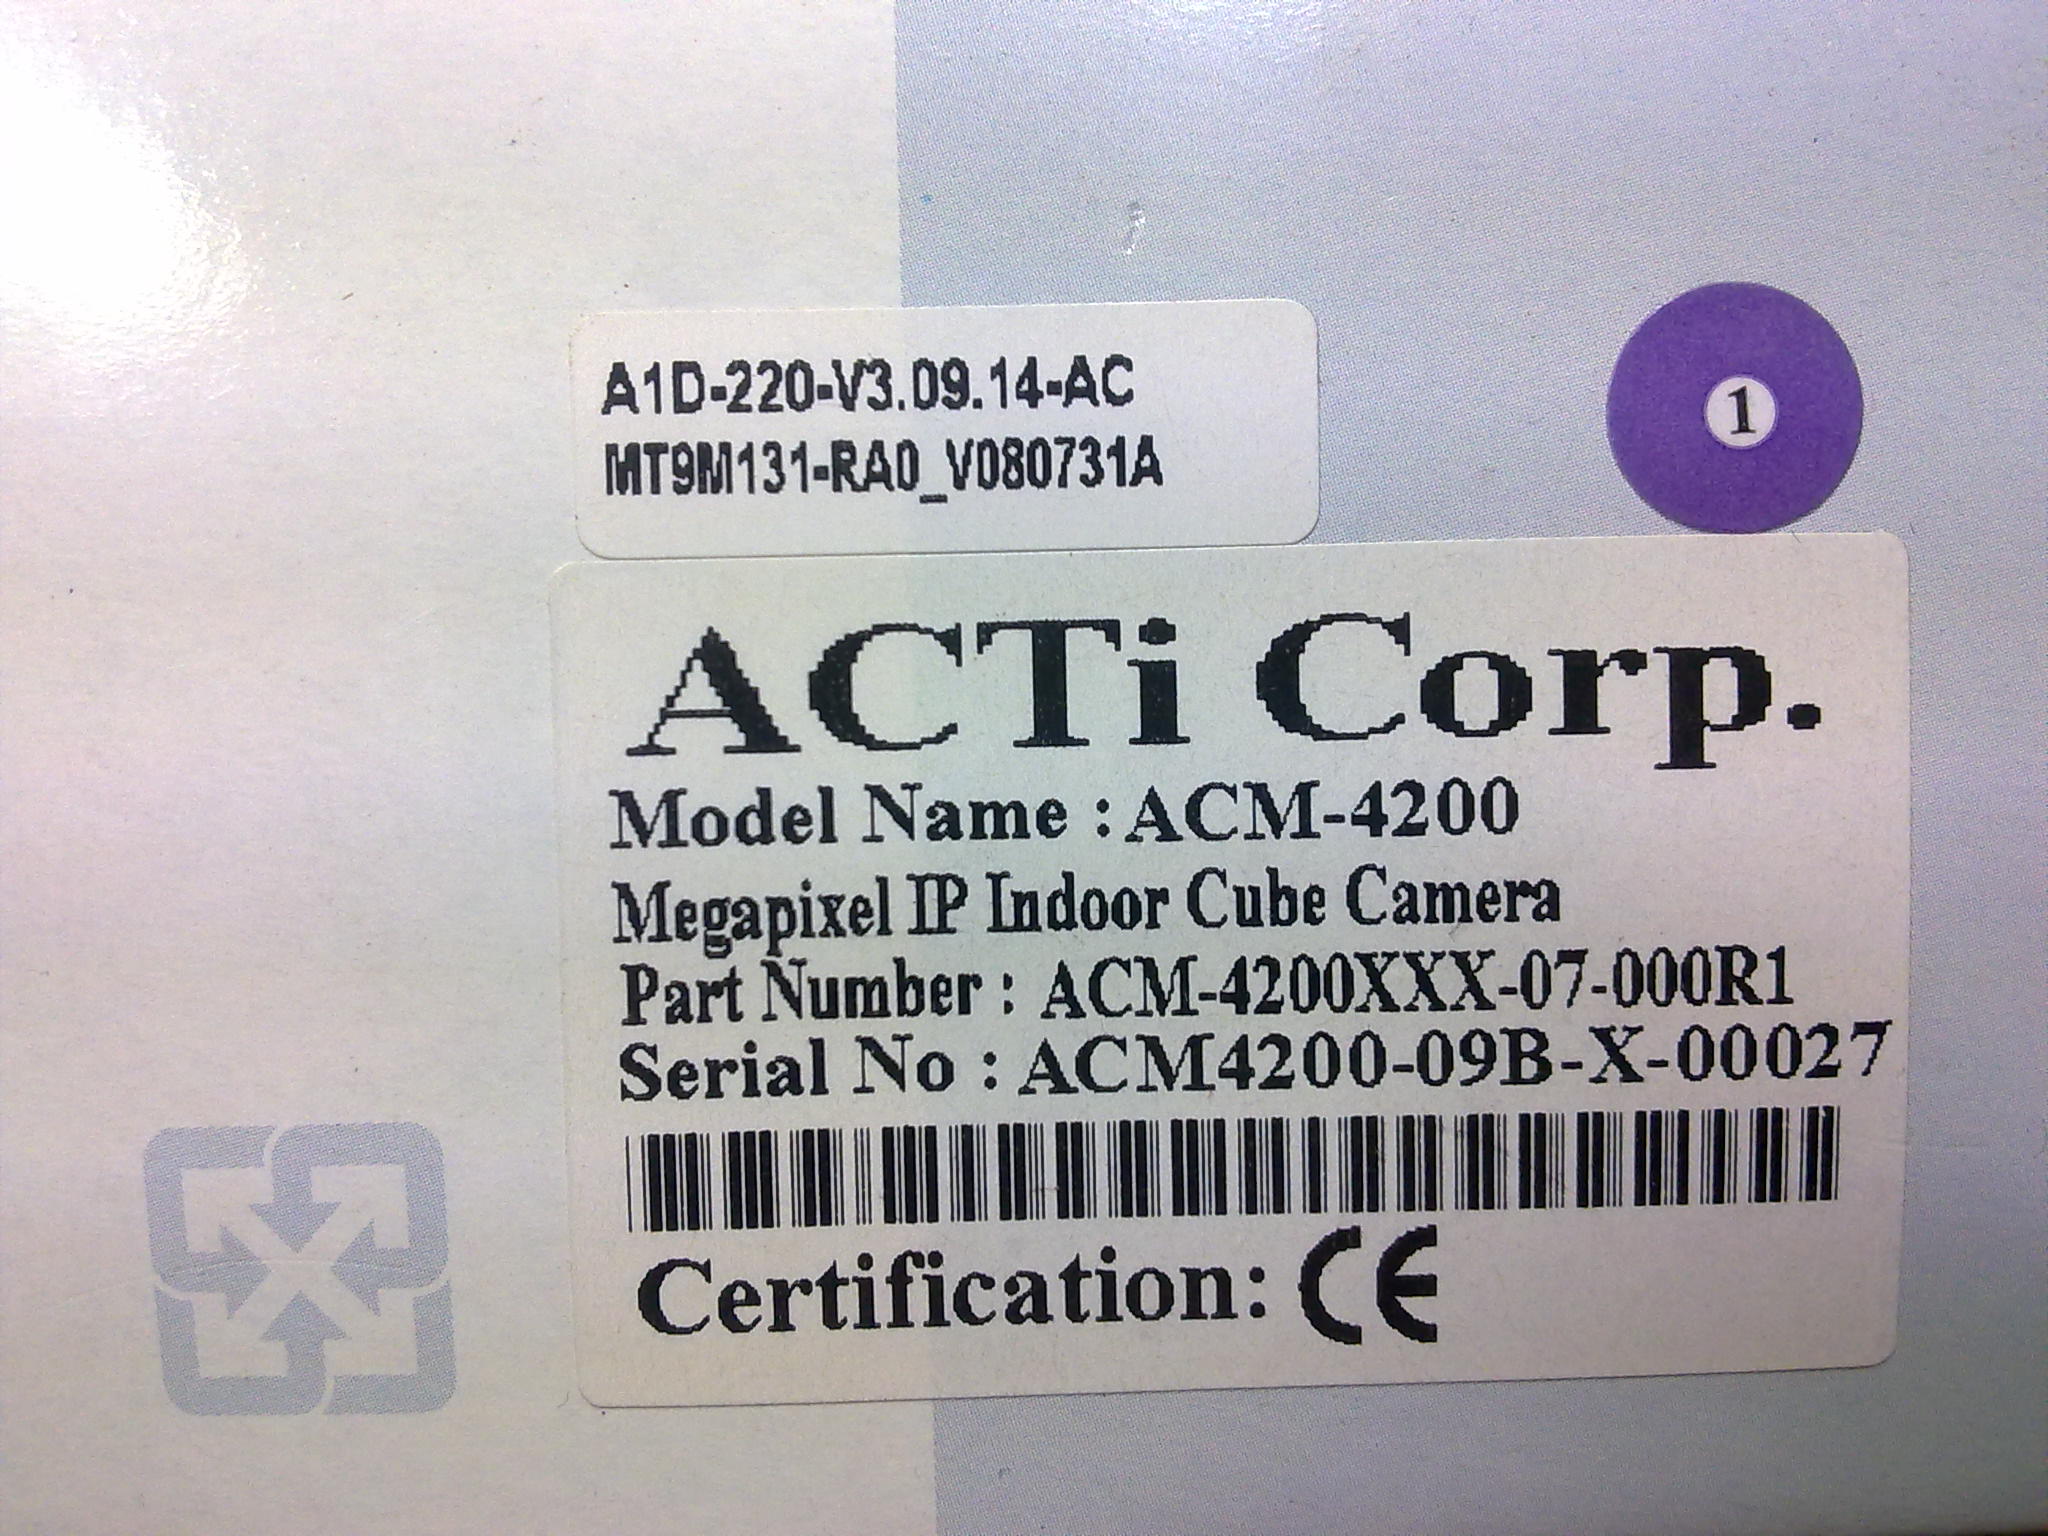 A1D-220-V3.09.14-AC
MT9M131-RA0_V080731A
1
ACTi Corp.
Model Name : ACM-4200
Megapixel IP Indoor Cube Camera
Part Number : ACM-4200XXX-07-000R1
Serial No : ACM4200-09B-X-00027
Certification: CE